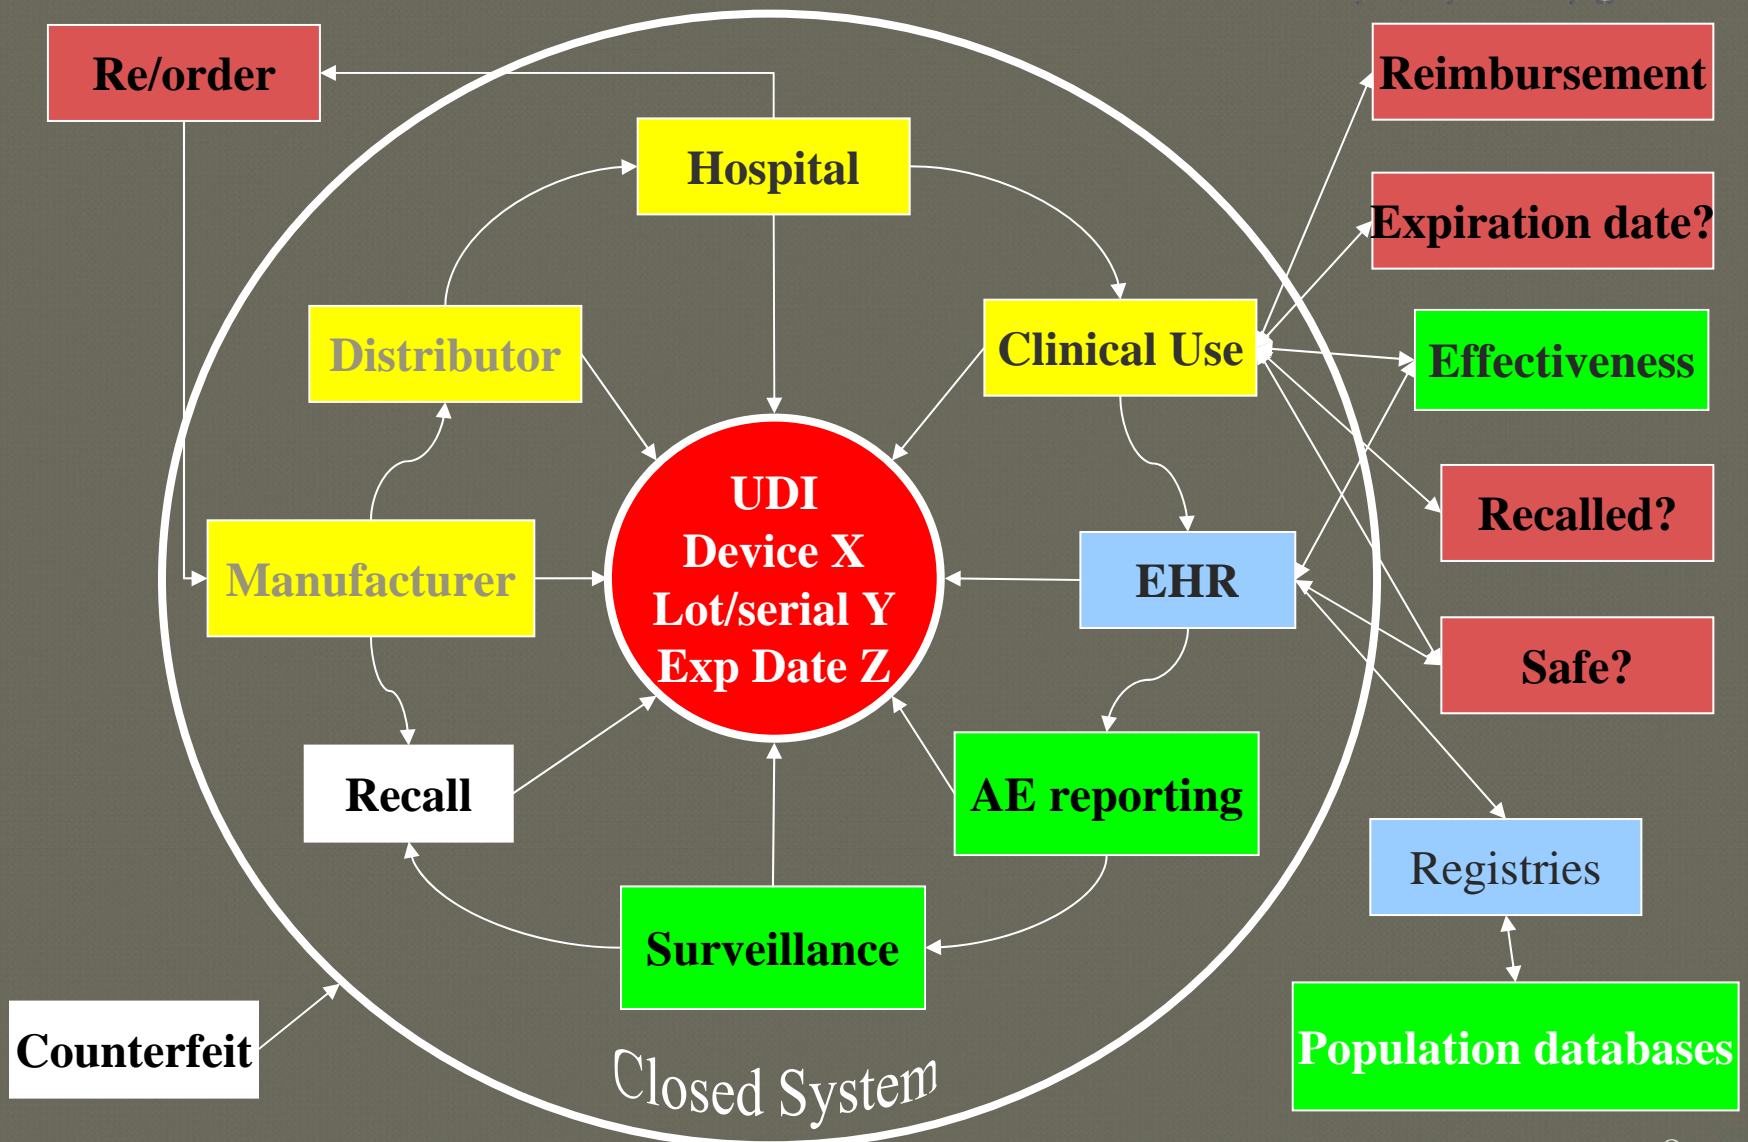 Re/order
Reimbursement
Hospital
Expiration date?
Distributor
Clinical Use
Effectiveness
UDI
Device X
Lot/serial Y
Exp Date Z
Recalled?
Manufacturer
EHR
Safe?
Recall
AE reporting
Registries
Surveillance
Counterfeit
Population databases
Closed System